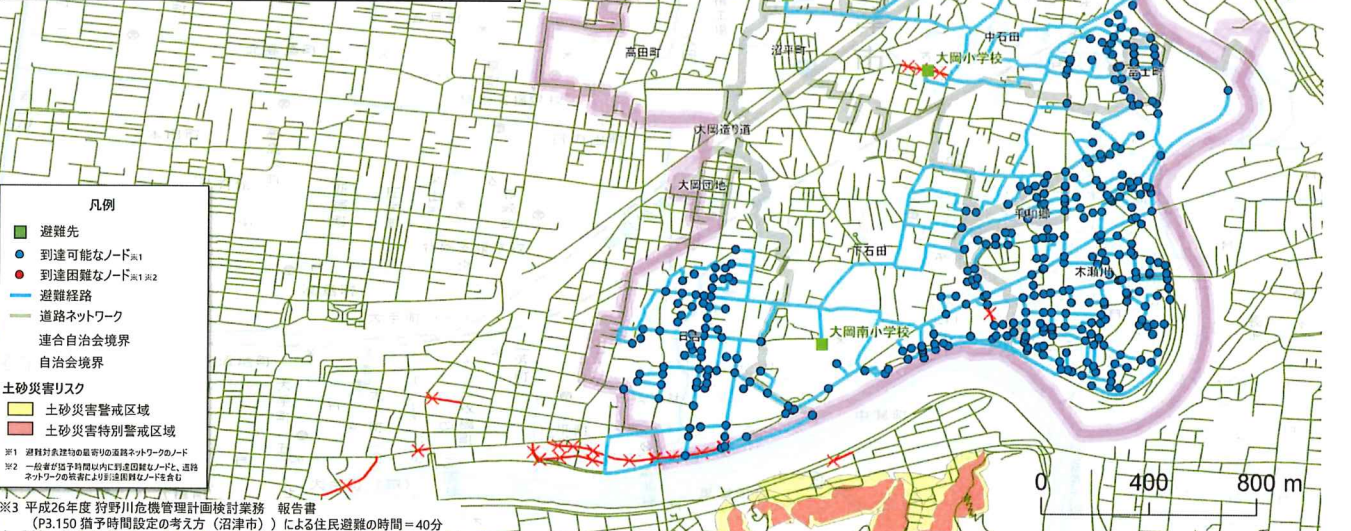 高田町
沼平町
中石田
大岡小学校
富士町
大岡造り道
大岡団地
平和郷
下石田
木瀬川
大岡南小学校
日吉
凡例
避難先
到達可能なノード※1
到達困難なノード※1 ※2
避難経路
道路ネットワーク
連合自治会境界
自治会境界
土砂災害リスク
土砂災害警戒区域
土砂災害特別警戒区域
※1 避難対象建物の最寄りの道路ネットワークのノード
※2 一般者が猶予時間以内に到達困難なノードと、道路
ネットワークの被害により到達困難なノードを含む
※3 平成26年度 狩野川危機管理計画検討業務 報告書
(P3.150 猶予時間設定の考え方（沼津市））による住民避難の時間＝40分
0 400 800 m